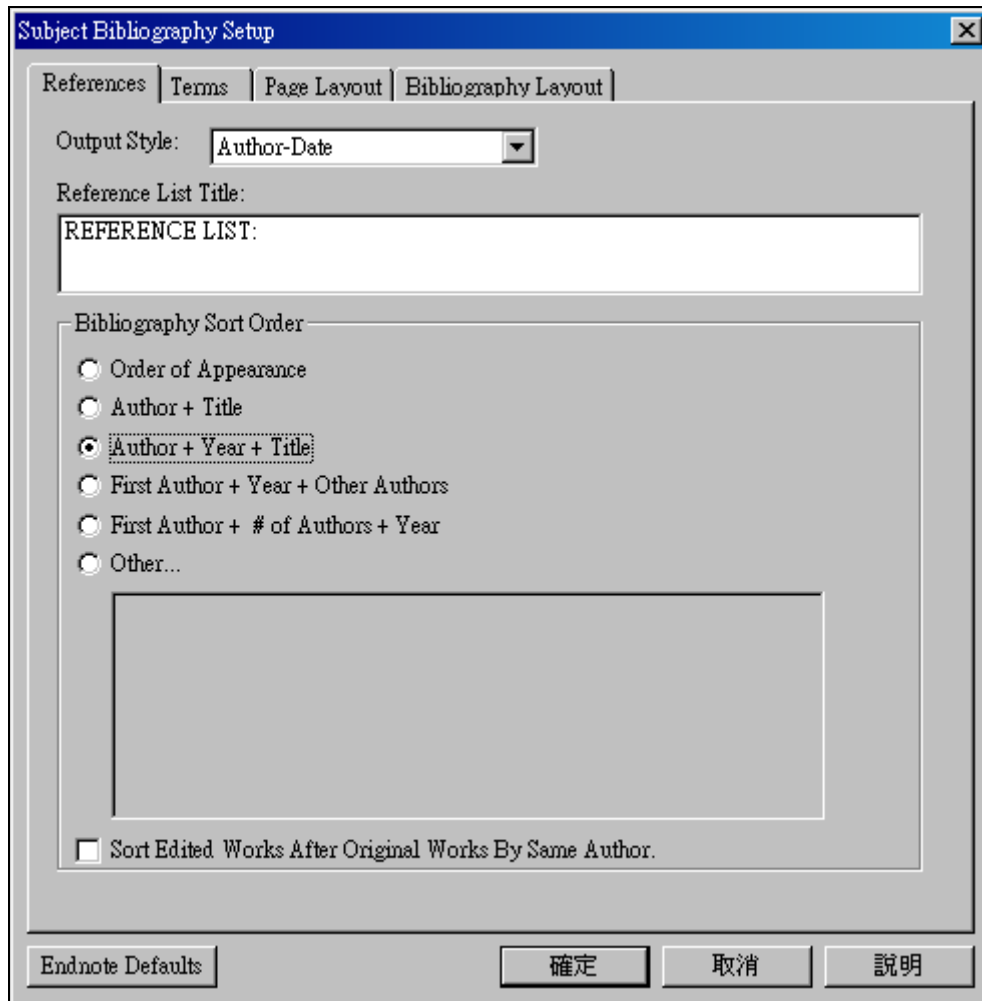 Subject Bibliography Setup
References Terms Page Layout Bibliography Layout
Output Style: Author-Date
Reference List Title:
REFERENCE LIST:
Bibliography Sort Order
Order of Appearance
Author + Title
Author + Year + Title
First Author + Year + Other Authors
First Author + # of Authors + Year
Other...
Sort Edited Works After Original Works By Same Author.
Endnote Defaults 確定 取消 說明